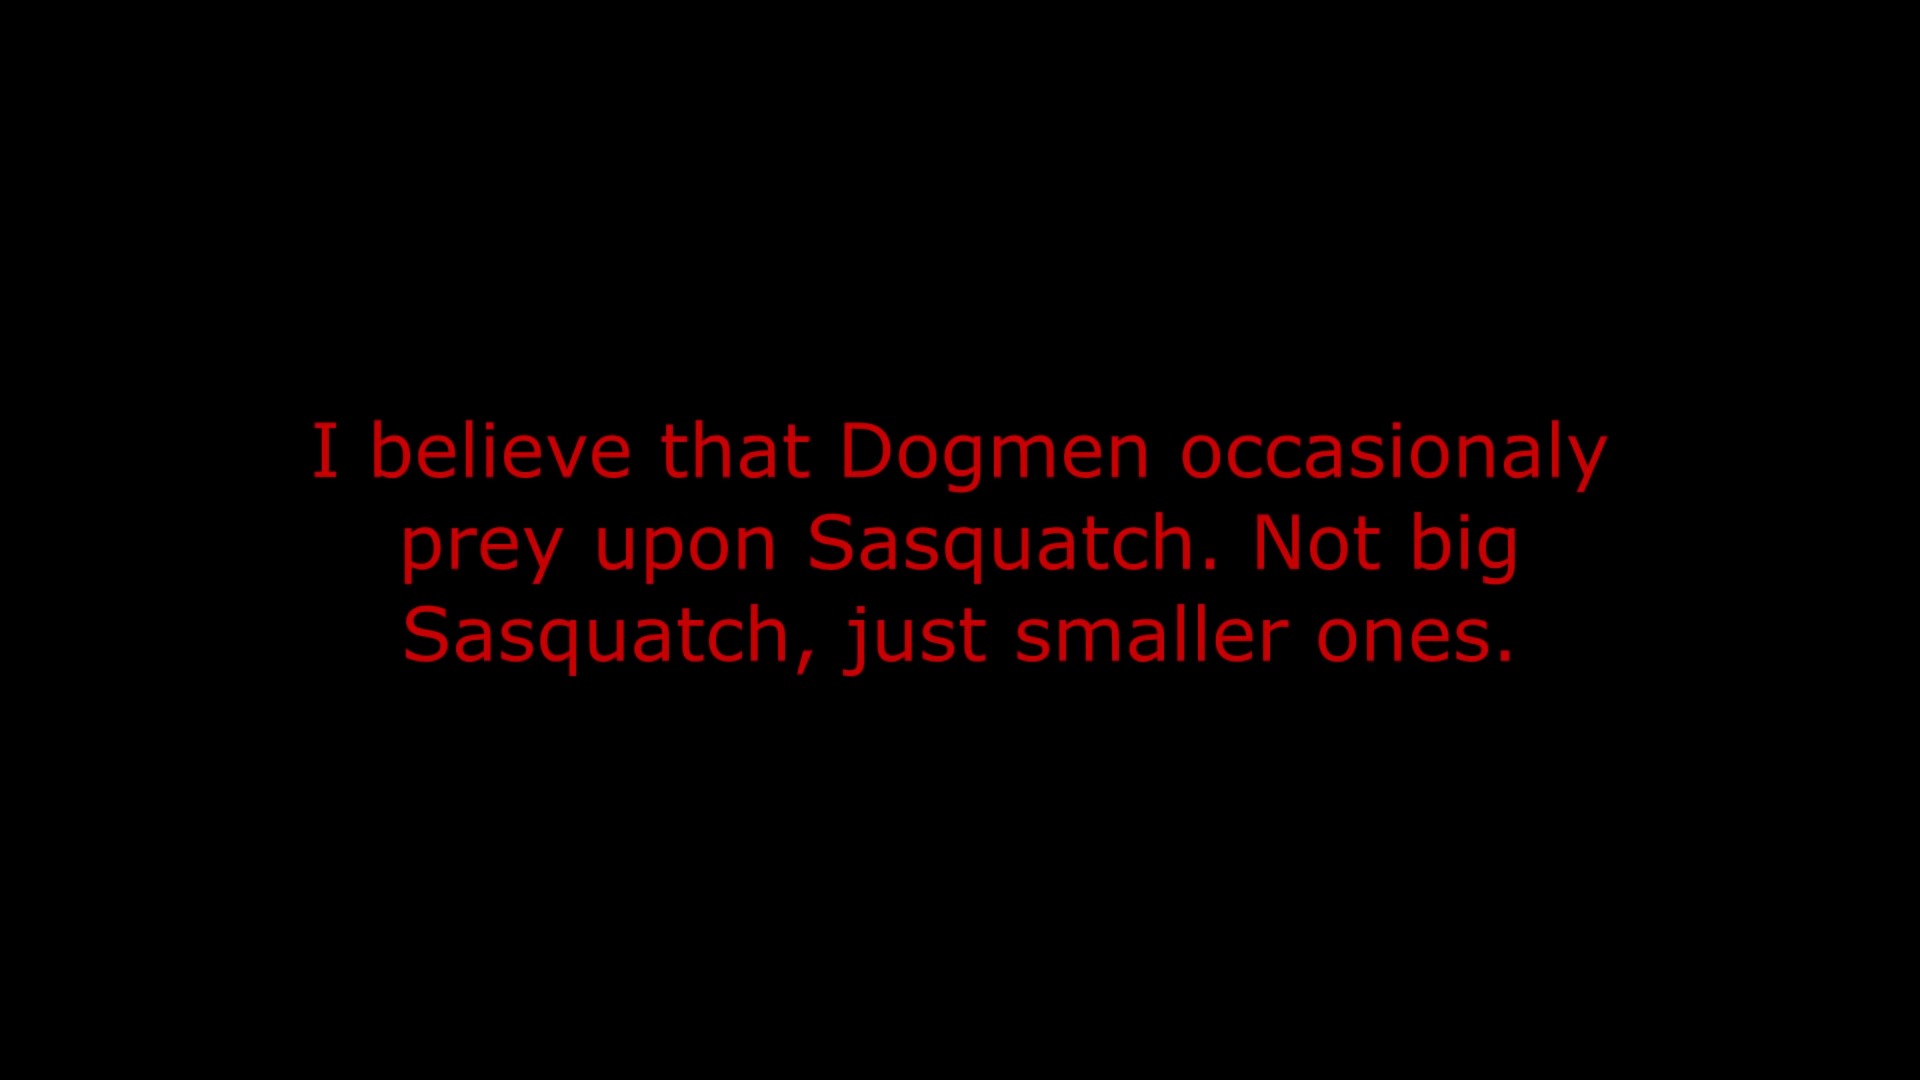 I believe that Dogmen occasionaly
prey upon Sasquatch. Not big
Sasquatch, just smaller ones.